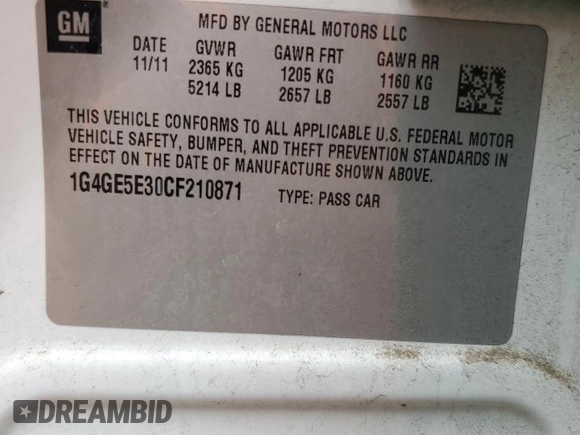 GM
MFD BY GENERAL MOTORS LLC
DATE GVWR GAWR FRT GAWR RR
11/11 2365 KG 1205 KG 1160 KG
5214 LB 2657 LB 2557 LB
THIS VEHICLE CONFORMS TO ALL APPLICABLE U.S. FEDERAL MOTOR
VEHICLE SAFETY, BUMPER, AND THEFT PREVENTION STANDARDS IN
EFFECT ON THE DATE OF MANUFACTURE SHOWN ABOVE.
1G4GE5E30CF210871 TYPE: PASS CAR
DREAMBID